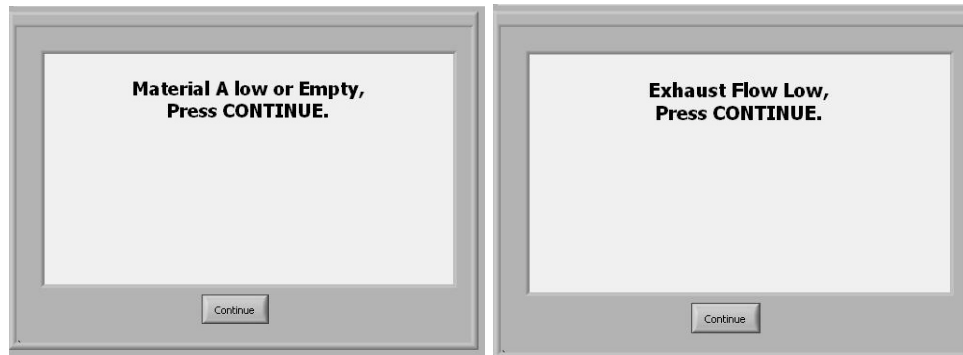 Material A low or Empty,
Press CONTINUE.
Continue
Exhaust Flow Low,
Press CONTINUE.
Continue